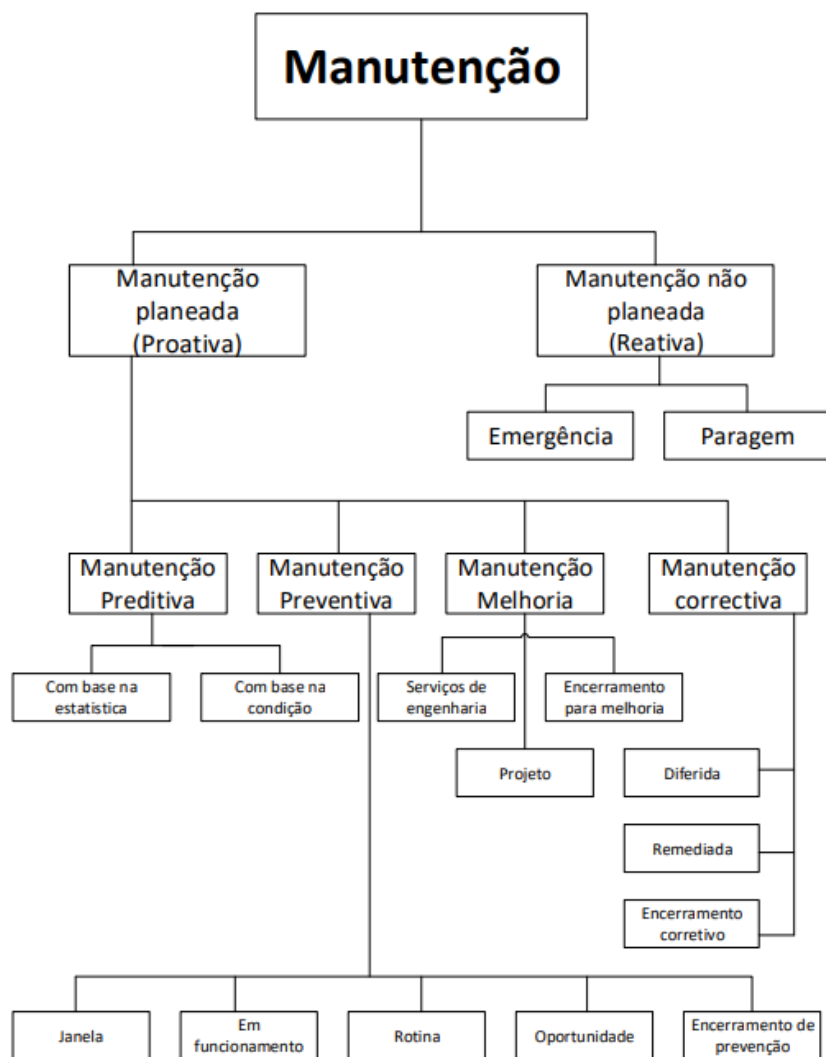 Manutenção
Manutenção
planeada
(Proativa)
Manutenção não
planeada
(Reativa)
Emergência
Paragem
Manutenção
Preditiva
Manutenção
Preventiva
Manutenção
Melhoria
Manutenção
correctiva
Com base na
estatistica
Com base na
condição
Serviços de
engenharia
Encerramento
para melhoria
Projeto
Diferida
Remediada
Encerramento
corretivo
Janela
Em
funcionamento
Rotina
Oportunidade
Encerramento de
prevenção